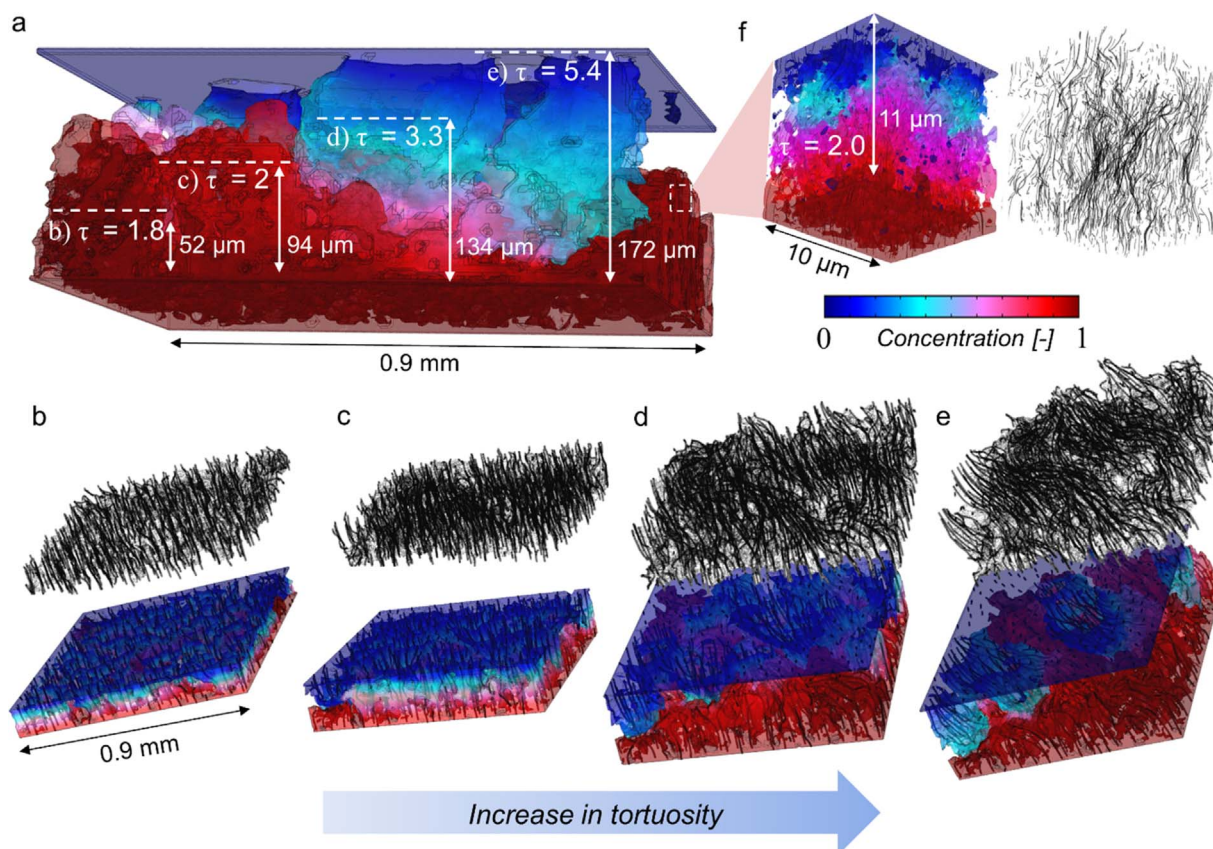 a
e) τ = 5.4
d) τ = 3.3
c) τ = 2
b) τ = 1.8
52 μm
94 μm
134 μm
172 μm
0.9 mm
f
11 μm
τ = 2.0
10 μm
0
Concentration [-]
1
b
c
d
e
0.9 mm
Increase in tortuosity